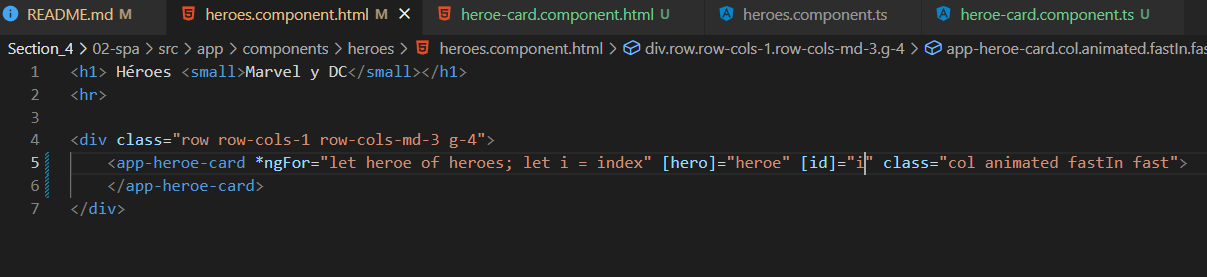 README.md M heroes.component.html M heroe-card.component.html U heroes.component.ts heroe-card.component.ts U
Section_4 > 02-spa > src > app > components > heroes > heroes.component.html > div.row.row-cols-1.row-cols-md-3.g-4 > app-heroe-card.col.animated.fastIn.fas
1 <h1> Héroes <small>Marvel y DC</small></h1>
2 <hr>
3
4 <div class="row row-cols-1 row-cols-md-3 g-4">
5 <app-heroe-card *ngFor="let heroe of heroes; let i = index" [hero]="heroe" [id]="i" class="col animated fastIn fast">
6 </app-heroe-card>
7 </div>